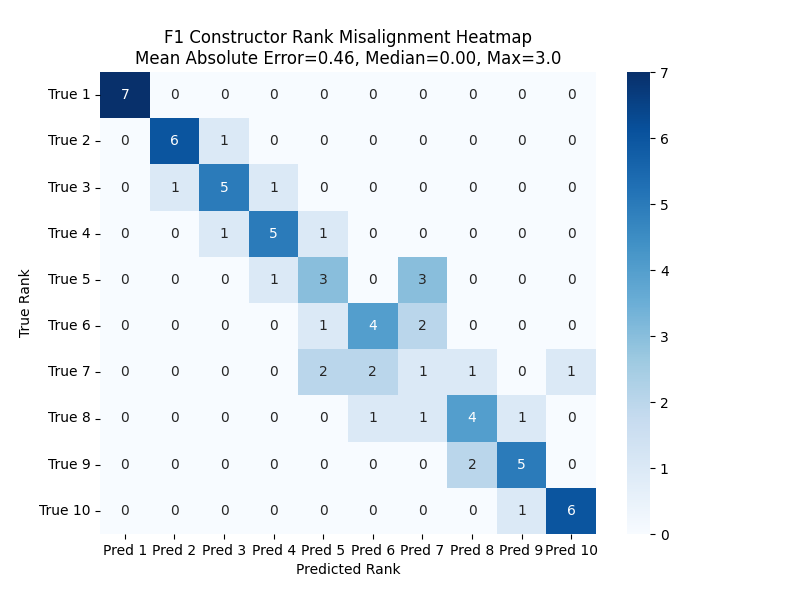 F1 Constructor Rank Misalignment Heatmap
Mean Absolute Error=0.46, Median=0.00, Max=3.0
True 1 7 0 0 0 0 0 0 0 0 0
True 2 0 6 1 0 0 0 0 0 0 0
True 3 0 1 5 1 0 0 0 0 0 0
True 4 0 0 1 5 1 0 0 0 0 0
True 5 0 0 0 1 3 0 3 0 0 0
True 6 0 0 0 0 1 4 2 0 0 0
True 7 0 0 0 0 2 2 1 1 0 1
True 8 0 0 0 0 0 1 1 4 1 0
True 9 0 0 0 0 0 0 0 2 5 0
True 10 0 0 0 0 0 0 0 0 1 6
Pred 1 Pred 2 Pred 3 Pred 4 Pred 5 Pred 6 Pred 7 Pred 8 Pred 9 Pred 10
Predicted Rank
True Rank
7
6
5
4
3
2
1
0